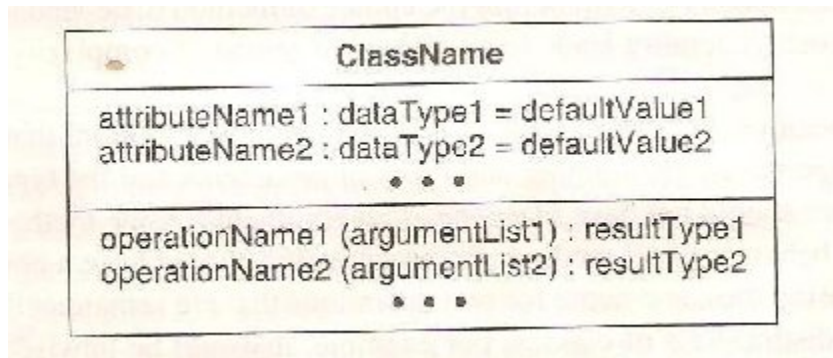 ClassName
attributeName1 : dataType1 = defaultValue1
attributeName2 : dataType2 = defaultValue2
• • •
operationName1 (argumentList1) : resultType1
operationName2 (argumentList2) : resultType2
• • •